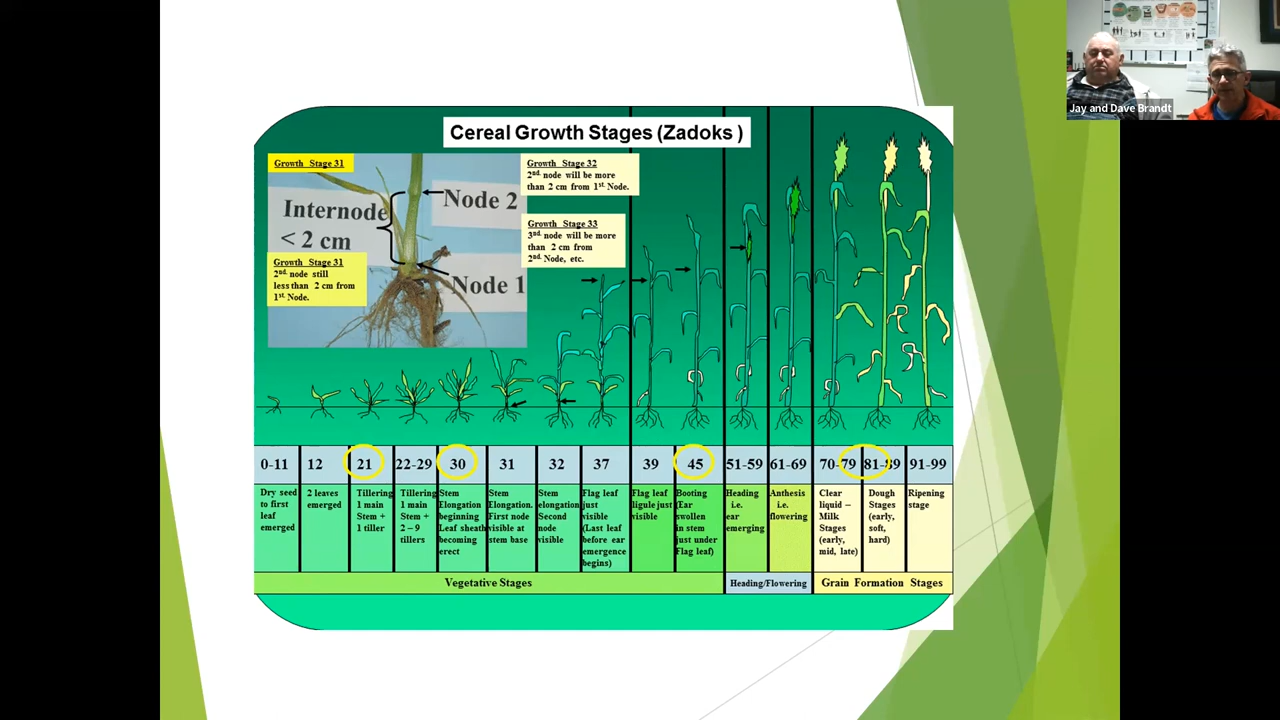 Jay and Dave Brandt
Cereal Growth Stages (Zadoks )
Growth Stage 31
Internode
< 2 cm
Node 2
Node 1
Growth Stage 31
2nd. node still
less than 2 cm from
1st. Node.
Growth Stage 32
2nd. node will be more
than 2 cm from 1st. Node.
Growth Stage 33
3nd. node will be more
than 2 cm from
2nd. Node, etc.
0-11
12
21
22-29
30
31
32
37
39
45
51-59
61-69
70-79
81-89
91-99
Dry seed
to first
leaf
emerged
2 leaves
emerged
Tillering
1 main
Stem +
1 tiller
Tillering
1 main
Stem +
2 – 9
tillers
Stem
Elongation
beginning
Leaf sheath
becoming
erect
Stem
Elongation.
First node
visible at
stem base
Stem
elongation
Second
node
visible
Flag leaf
just
visible
(Last leaf
before ear
emergence
begins)
Flag leaf
ligule just
visible
Booting
(Ear
swollen
in stem
just under
Flag leaf)
Heading
i.e.
ear
emerging
Anthesis
i.e.
flowering
Clear
liquid –
Milk
Stages
(early,
mid, late)
Dough
Stages
(early,
soft,
hard)
Ripening
stage
Vegetative Stages
Heading/Flowering
Grain Formation Stages